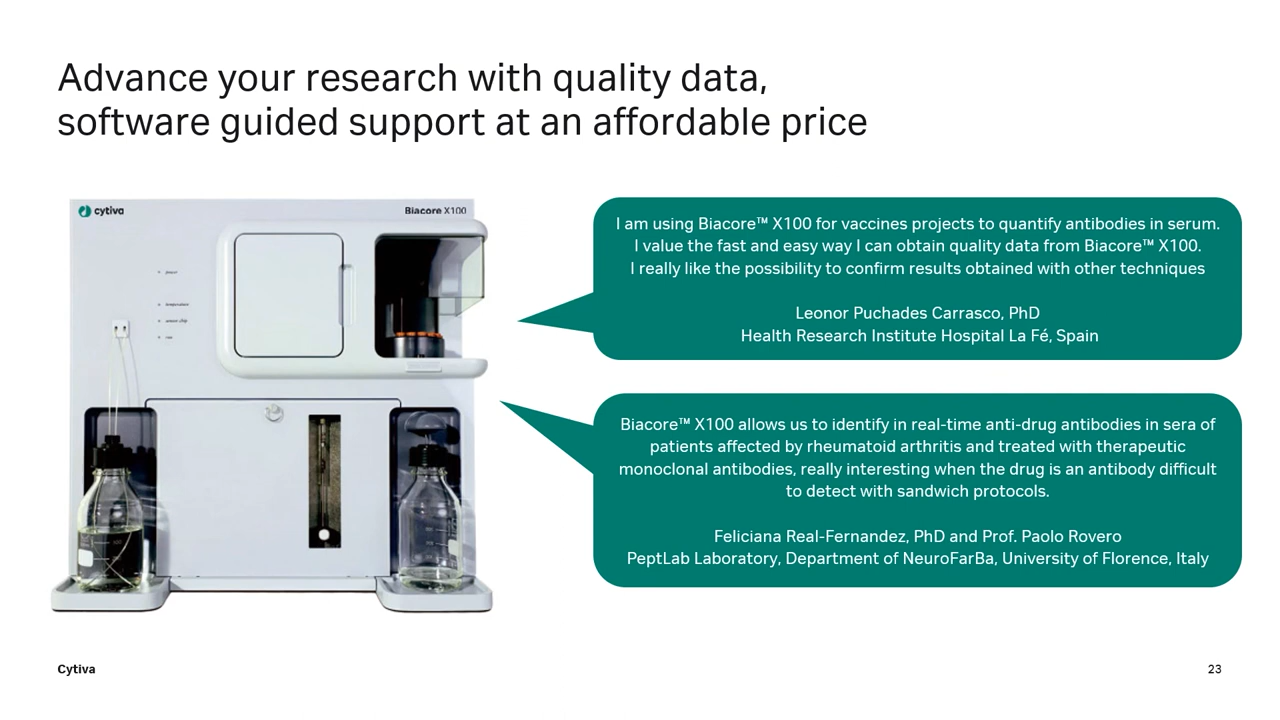 Advance your research with quality data,
software guided support at an affordable price
cytiva
Biacore X100
power
temperature
sensor chip
run
I am using Biacore™ X100 for vaccines projects to quantify antibodies in serum.
I value the fast and easy way I can obtain quality data from Biacore™ X100.
I really like the possibility to confirm results obtained with other techniques
Leonor Puchades Carrasco, PhD
Health Research Institute Hospital La Fé, Spain
Biacore™ X100 allows us to identify in real-time anti-drug antibodies in sera of
patients affected by rheumatoid arthritis and treated with therapeutic
monoclonal antibodies, really interesting when the drug is an antibody difficult
to detect with sandwich protocols.
Feliciana Real-Fernandez, PhD and Prof. Paolo Rovero
PeptLab Laboratory, Department of NeuroFarBa, University of Florence, Italy
Cytiva
23